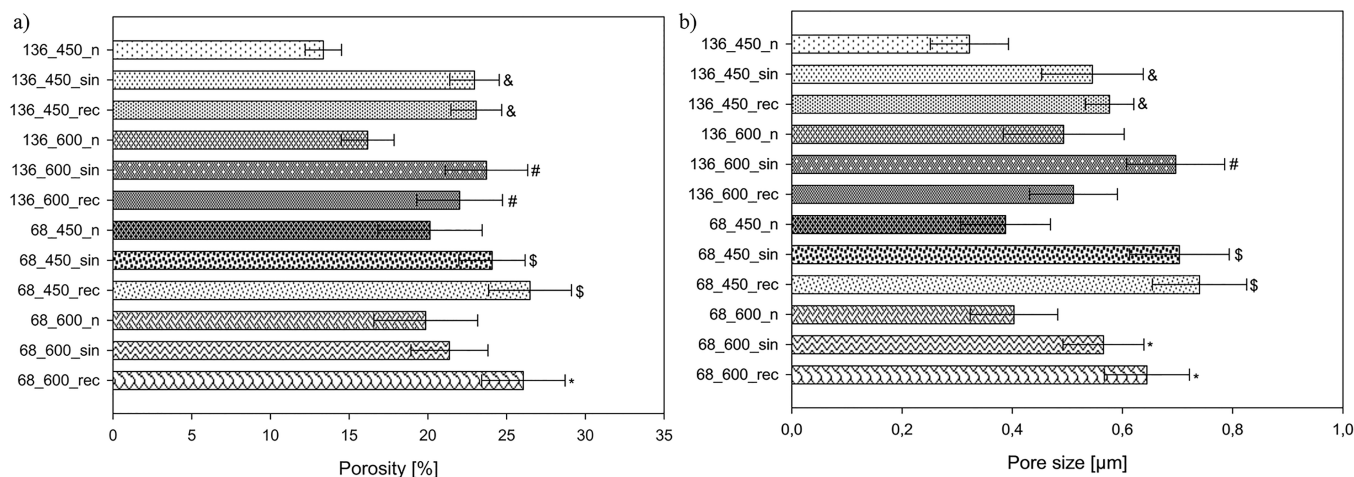 a)
136_450_n
136_450_sin &
136_450_rec &
136_600_n
136_600_sin #
136_600_rec #
68_450_n
68_450_sin $
68_450_rec $
68_600_n
68_600_sin
68_600_rec *
0 5 10 15 20 25 30 35
Porosity [%]
b)
136_450_n
136_450_sin &
136_450_rec &
136_600_n
136_600_sin #
136_600_rec
68_450_n
68_450_sin $
68_450_rec $
68_600_n
68_600_sin *
68_600_rec *
0,0 0,2 0,4 0,6 0,8 1,0
Pore size [µm]